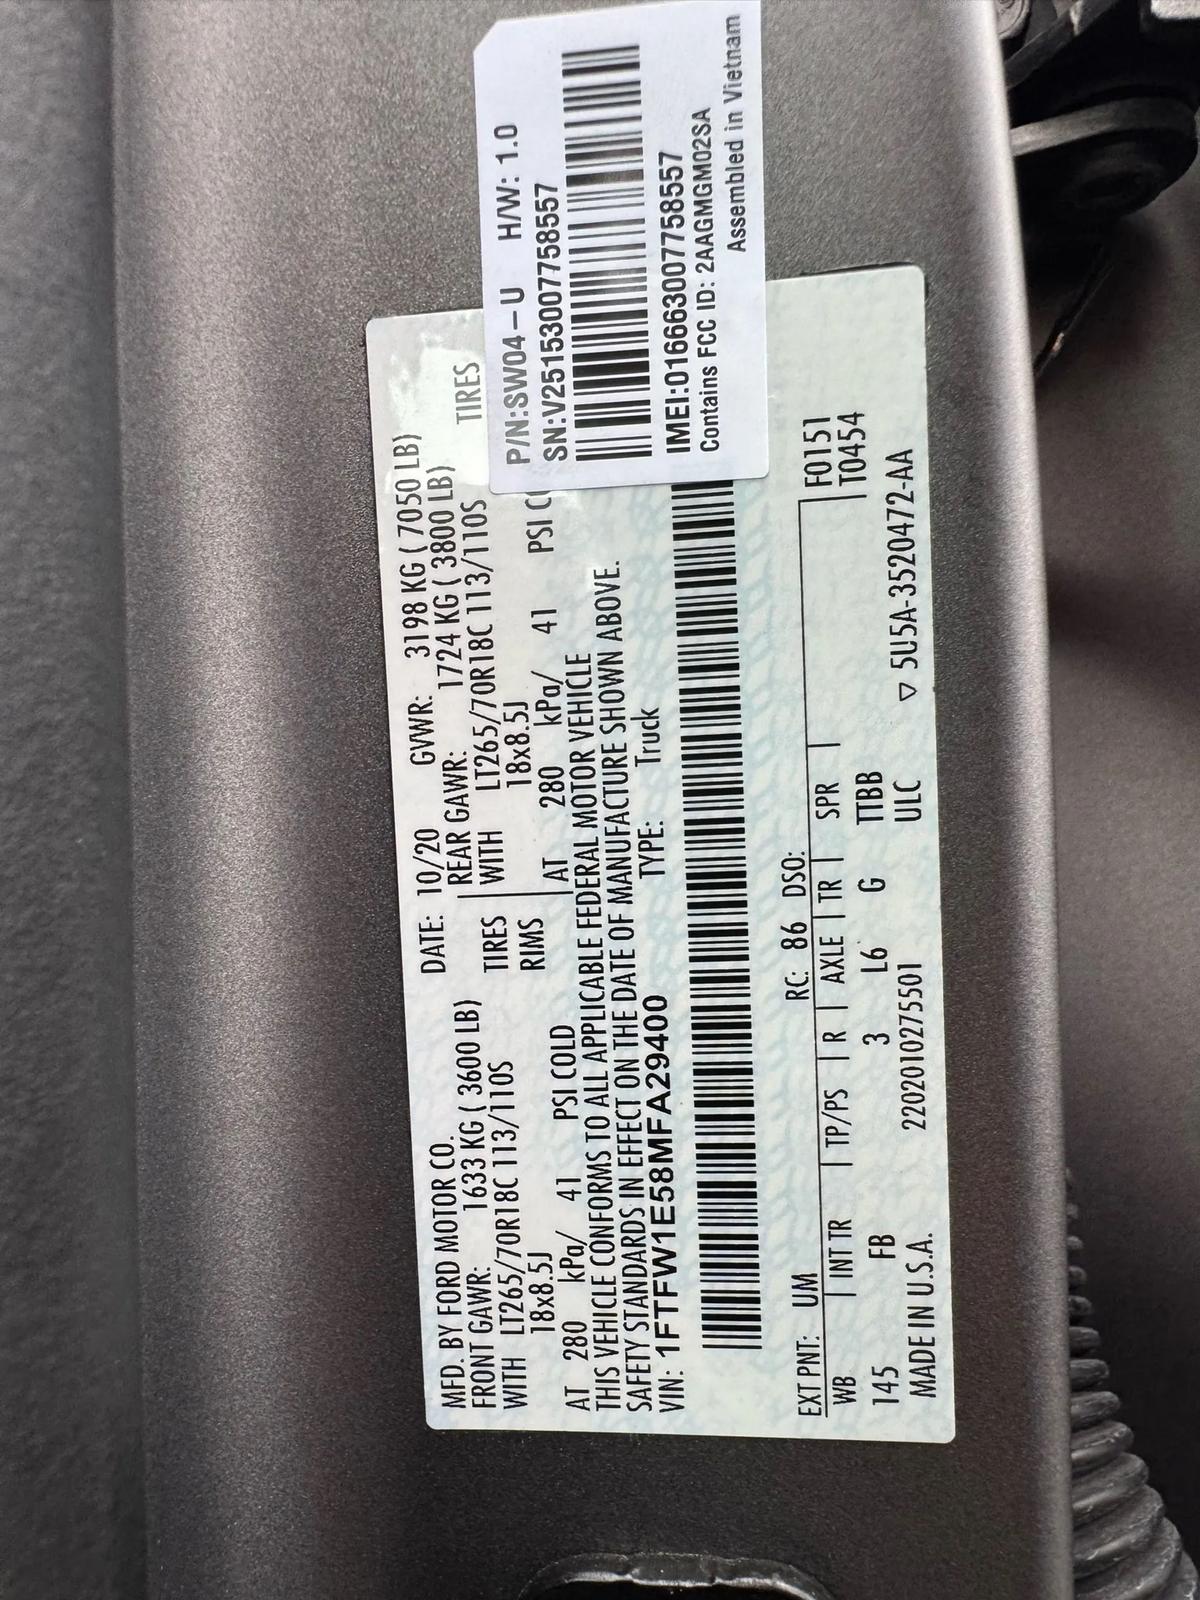 P/N:SW04-U H/W: 1.0
SN:V251530077​58557
IMEI:016663007758557
Contains FCC ID: 2AAGMGM02SA
Assembled in Vietnam
MFD. BY FORD MOTOR CO. DATE: 10/20 GVWR: 3198 KG ( 7050 LB)
FRONT GAWR: 1633 KG ( 3600 LB) REAR GAWR: 1724 KG ( 3800 LB)
WITH LT265/70R18C 113/110S TIRES WITH LT265/70R18C 113/110S TIRES
18x8.5J RIMS 18x8.5J
AT 280 kPa/ 41 PSI COLD AT 280 kPa/ 41 PSI
THIS VEHICLE CONFORMS TO ALL APPLICABLE FEDERAL MOTOR VEHICLE
SAFETY STANDARDS IN EFFECT ON THE DATE OF MANUFACTURE SHOWN ABOVE.
VIN: 1FTFW1E58MFA29400 TYPE: Truck
EXT PNT: UM RC: 86 DSO: F0151
WB INT TR TP/PS R AXLE TR SPR T0454
145 FB 3 L6 G TTBB
MADE IN U.S.A. 220201027550​1 ULC ▽ 5U5A-3520472-AA